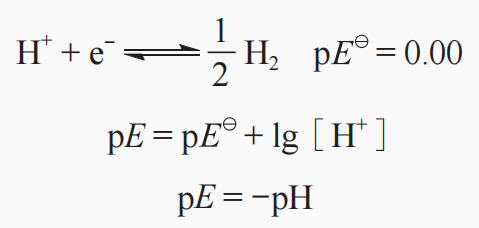 H⁺ + e⁻ ⇌ 1/2 H₂ pE⊖ = 0.00
pE = pE⊖ + lg [ H⁺ ]
pE = −pH